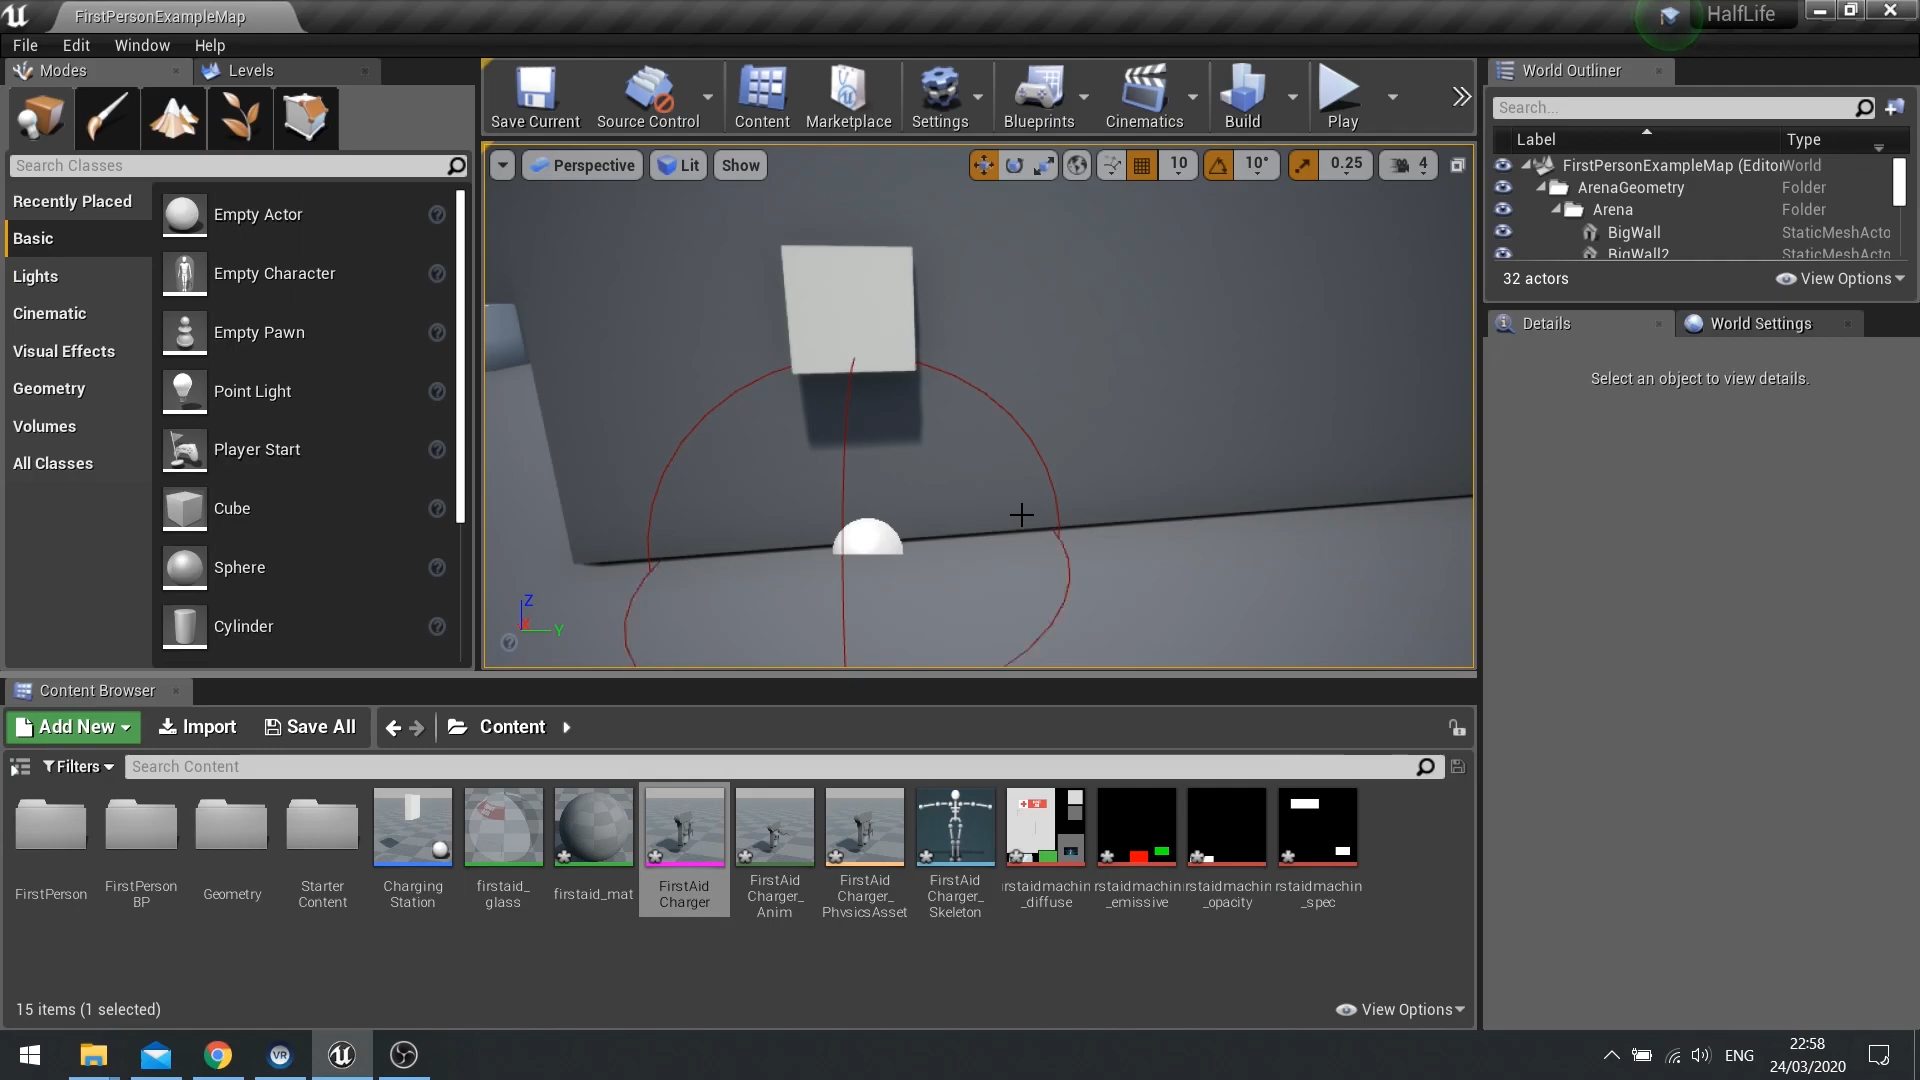 FirstPersonExampleMap
HalfLife
File Edit Window Help
Modes
Levels
Search Classes
Recently Placed
Basic
Lights
Cinematic
Visual Effects
Geometry
Volumes
All Classes
Empty Actor
Empty Character
Empty Pawn
Point Light
Player Start
Cube
Sphere
Cylinder
Save Current
Source Control
Content
Marketplace
Settings
Blueprints
Cinematics
Build
Play
Perspective
Lit
Show
10
10°
0.25
4
Z
X
Y
World Outliner
Search...
Label
Type
FirstPersonExampleMap (Editor World
ArenaGeometry Folder
Arena Folder
BigWall StaticMeshActo
BigWall2 StaticMeshActo
32 actors
View Options
Details
World Settings
Select an object to view details.
Content Browser
Add New
Import
Save All
Content
Filters
Search Content
FirstPerson
FirstPerson
BP
Geometry
Starter
Content
Charging
Station
firstaid_
glass
firstaid_mat
FirstAid
Charger
FirstAid
Charger_
Anim
FirstAid
Charger_
PhysicsAsset
FirstAid
Charger_
Skeleton
rstaidmachin
_diffuse
rstaidmachin
_emissive
rstaidmachin
_opacity
rstaidmachin
_spec
15 items (1 selected)
View Options
VR
ENG
22:58
24/03/2020